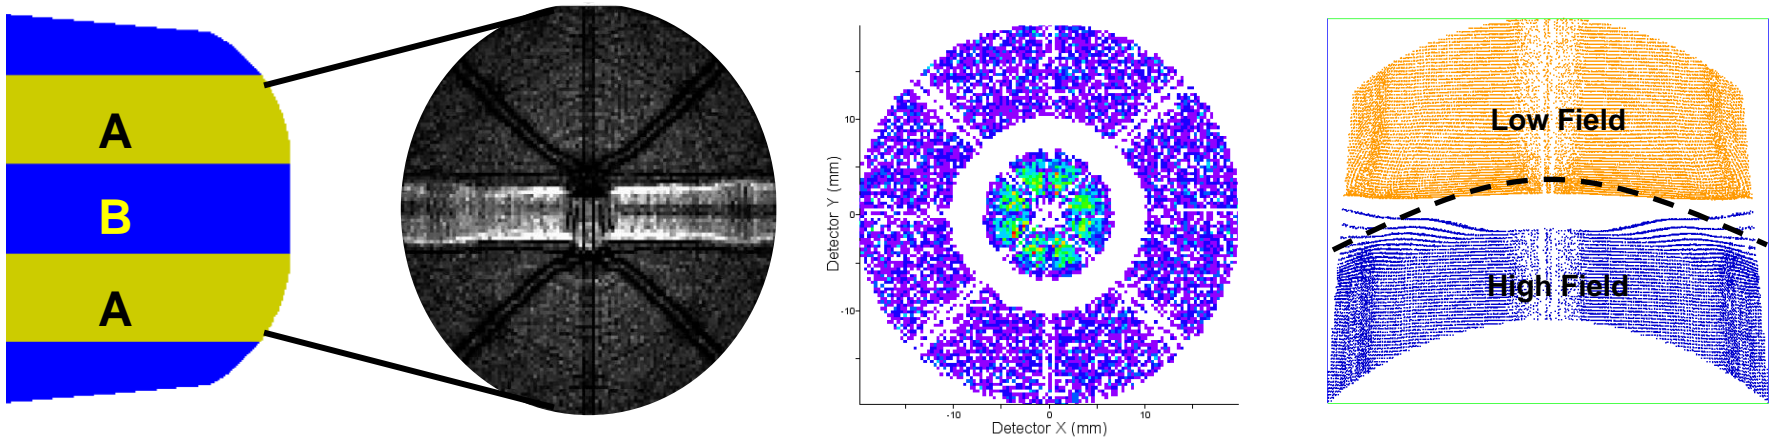 A
B
A
Detector Y (mm)
10
0
-10
-10
0
10
Detector X (mm)
Low Field
High Field